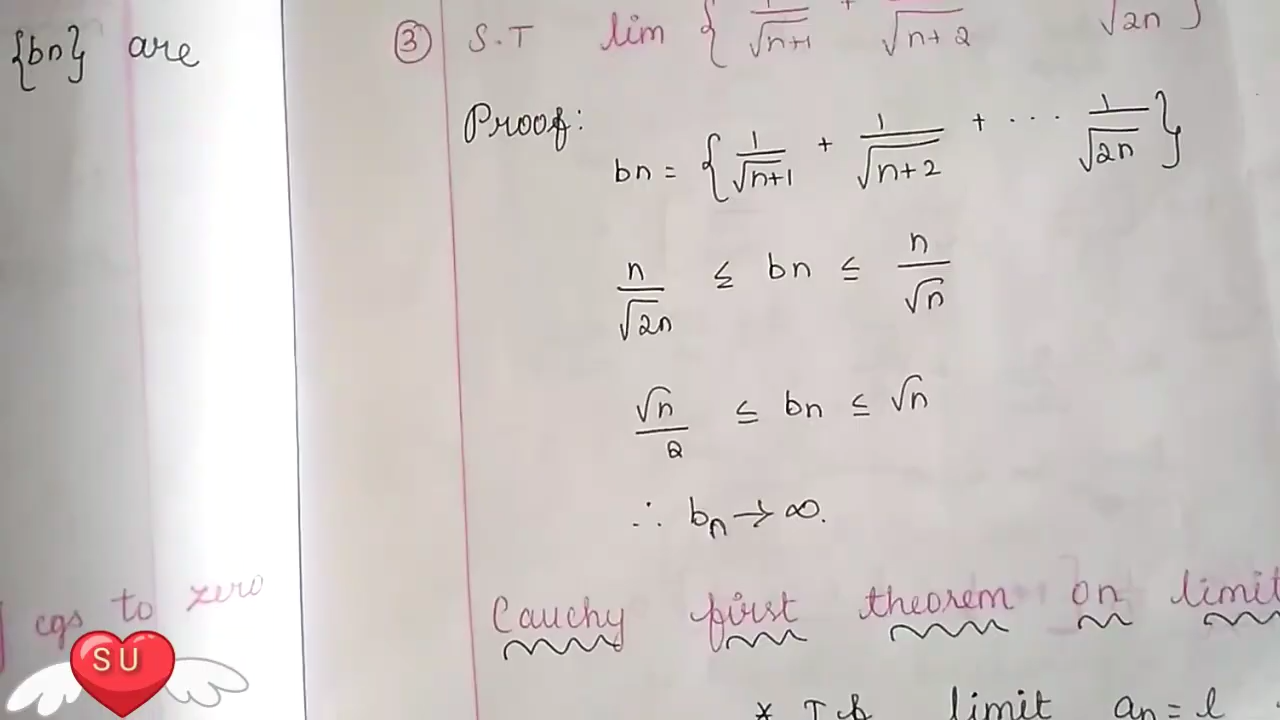 {bn} are
③ S.T lim { 1/√n+1 + 1/√n+2 √2n }
Proof:
bn = { 1/√n+1 + 1/√n+2 + ... 1/√2n }
n/√2n ≤ bn ≤ n/√n
√n/2 ≤ bn ≤ √n
∴ bn → ∞.
cgs to zero
Cauchy first theorem on limit
* If limit an = l
SU